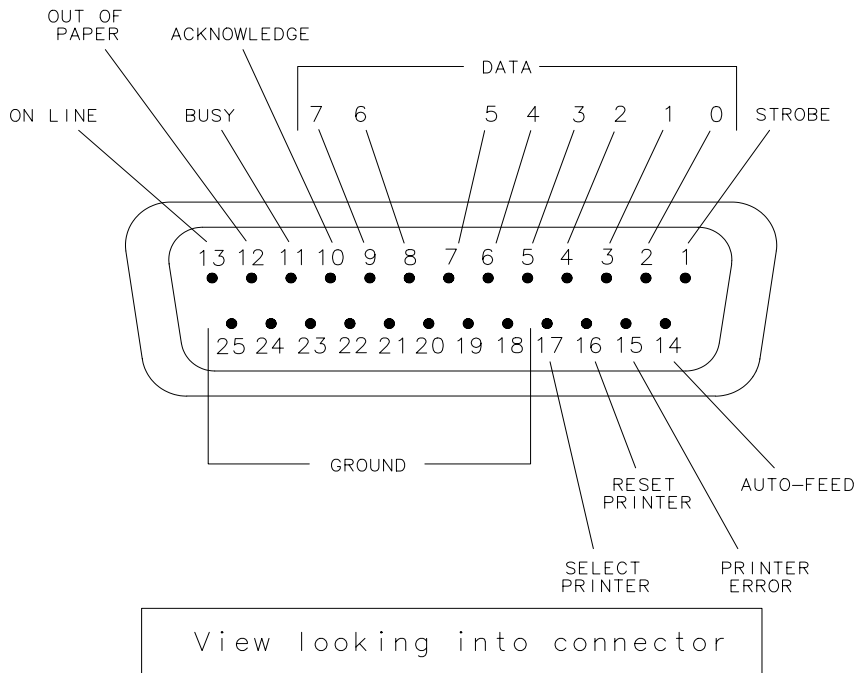 OUT OF
PAPER
ACKNOWLEDGE
DATA
ON LINE
BUSY
7 6 5 4 3 2 1 0
STROBE
13 12 11 10 9 8 7 6 5 4 3 2 1
25 24 23 22 21 20 19 18 17 16 15 14
GROUND
RESET
PRINTER
AUTO-FEED
SELECT
PRINTER
PRINTER
ERROR
View looking into connector